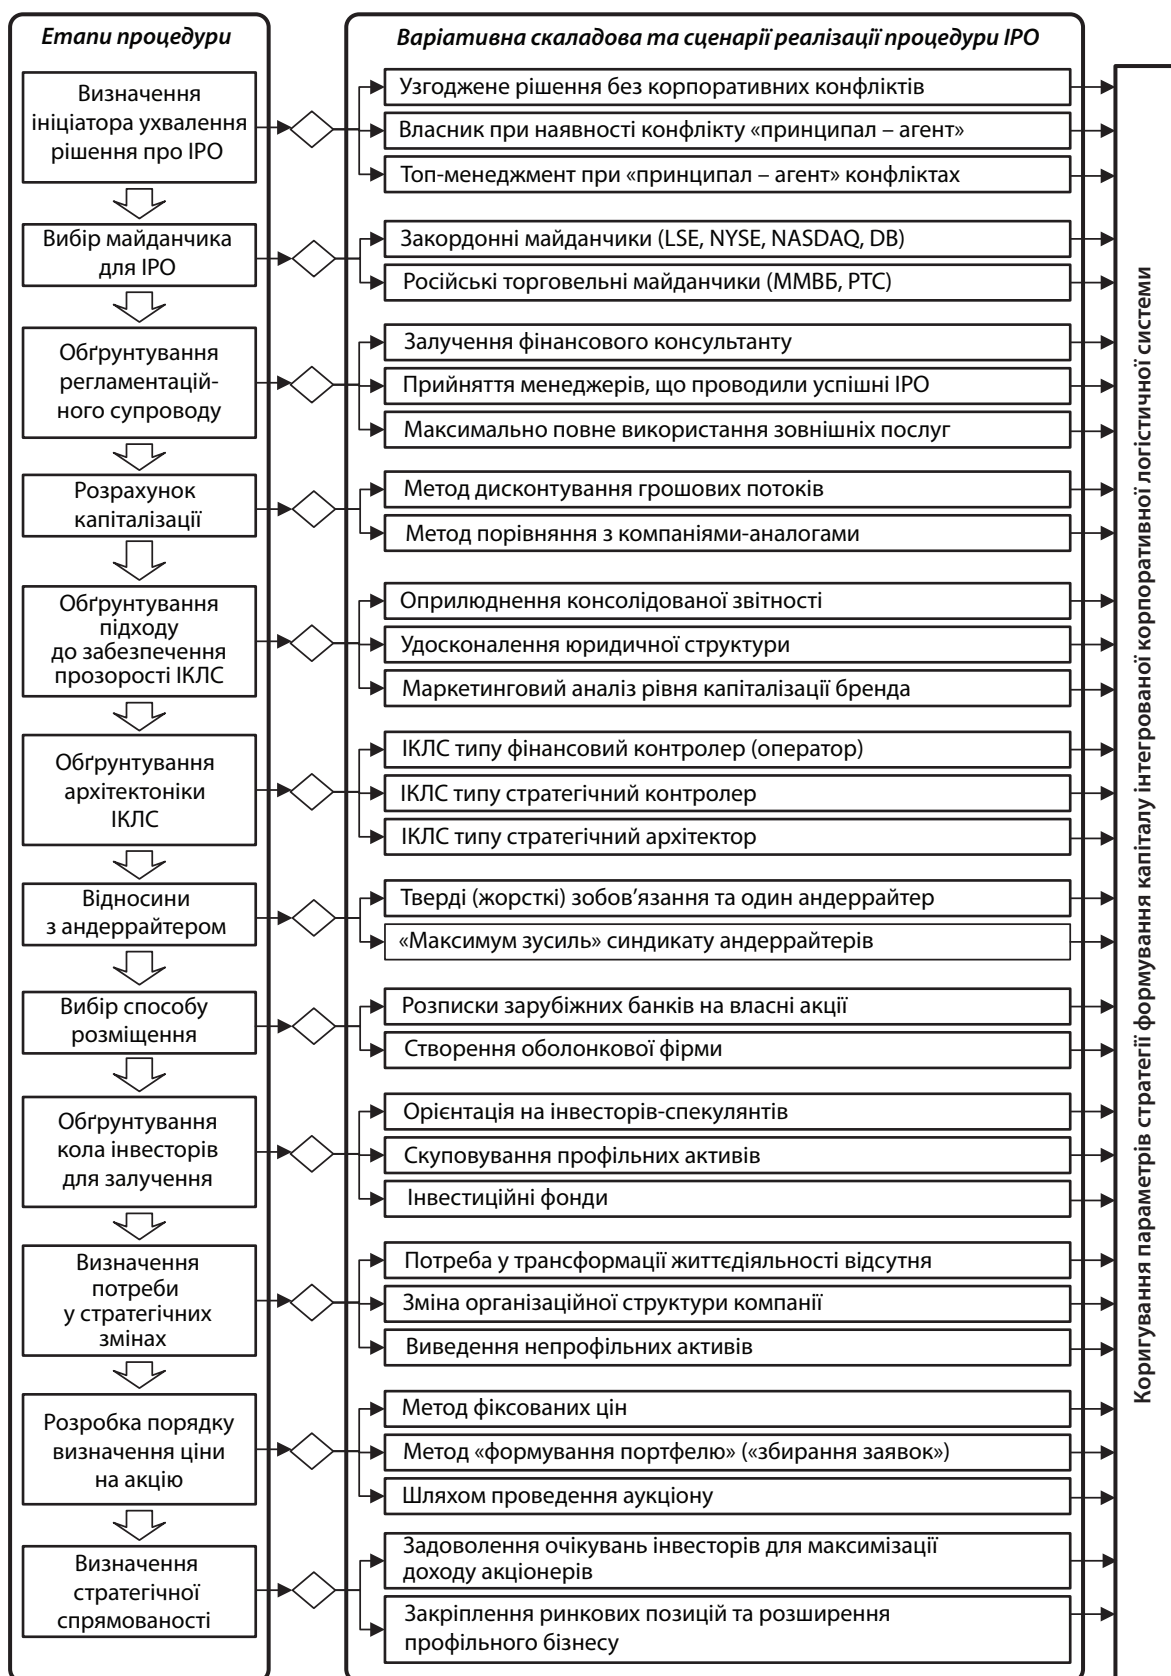 Етапи процедури
Варіативна скаладова та сценарії реалізації процедури IPO
Визначення
ініціатора ухвалення
рішення про IPO
Узгоджене рішення без корпоративних конфліктів
Власник при наявності конфлікту «принципал – агент»
Топ-менеджмент при «принципал – агент» конфліктах
Вибір майданчика
для IPO
Закордонні майданчики (LSE, NYSE, NASDAQ, DB)
Російські торговельні майданчики (ММВБ, РТС)
Обґрунтування
регламентацій-
ного супроводу
Залучення фінансового консультанту
Прийняття менеджерів, що проводили успішні IPO
Максимально повне використання зовнішніх послуг
Розрахунок
капіталізації
Метод дисконтування грошових потоків
Метод порівняння з компаніями-аналогами
Обґрунтування
підходу
до забезпечення
прозорості ІКЛС
Оприлюднення консолідованої звітності
Удосконалення юридичної структури
Маркетинговий аналіз рівня капіталізації бренда
Обґрунтування
архітектоніки
ІКЛС
ІКЛС типу фінансовий контролер (оператор)
ІКЛС типу стратегічний контролер
ІКЛС типу стратегічний архітектор
Відносини
з андеррайтером
Тверді (жорсткі) зобов’язання та один андеррайтер
«Максимум зусиль» синдикату андеррайтерів
Вибір способу
розміщення
Розписки зарубіжних банків на власні акції
Створення оболонкової фірми
Обґрунтування
кола інвесторів
для залучення
Орієнтація на інвесторів-спекулянтів
Скуповування профільних активів
Інвестиційні фонди
Визначення
потреби
у стратегічних
змінах
Потреба у трансформації життєдіяльності відсутня
Зміна організаційної структури компанії
Виведення непрофільних активів
Розробка порядку
визначення ціни
на акцію
Метод фіксованих цін
Метод «формування портфелю» («збирання заявок»)
Шляхом проведення аукціону
Визначення
стратегічної
спрямованості
Задоволення очікувань інвесторів для максимізації
доходу акціонерів
Закріплення ринкових позицій та розширення
профільного бізнесу
Коригування параметрів стратегії формування капіталу інтегрованої корпоративної логістичної системи